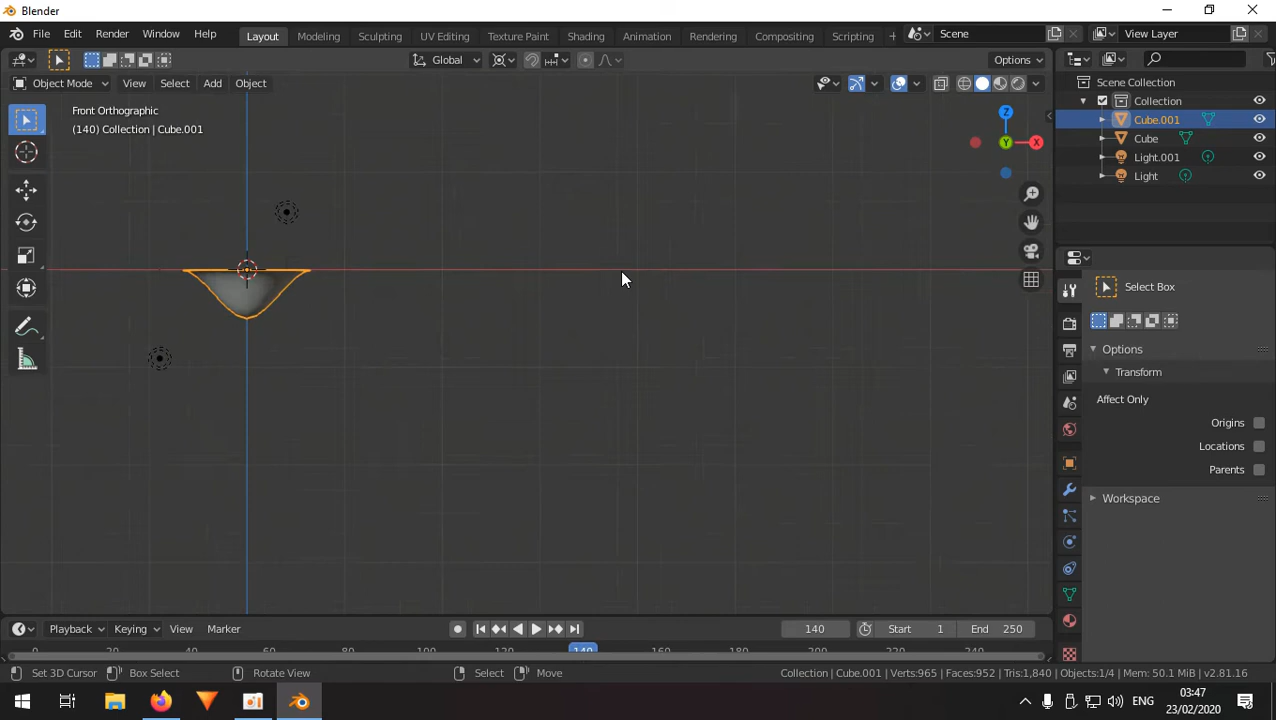 Blender
File Edit Render Window Help Layout Modeling Sculpting UV Editing Texture Paint Shading Animation Rendering Compositing Scripting + Scene View Layer
Global Options
Object Mode View Select Add Object
Front Orthographic
(140) Collection | Cube.001
Z
Y
X
Scene Collection
Collection
Cube.001
Cube
Light.001
Light
Select Box
Options
Transform
Affect Only
Origins
Locations
Parents
Workspace
Playback Keying View Marker 140 Start 1 End 250
0 20 40 60 80 100 120 140 160 180 200 220 240
Set 3D Cursor Box Select Rotate View Select Move Collection | Cube.001 | Verts:965 | Faces:952 | Tris:1,840 | Objects:1/4 | Mem: 50.1 MiB | v2.81.16
ENG
03:47
23/02/2020